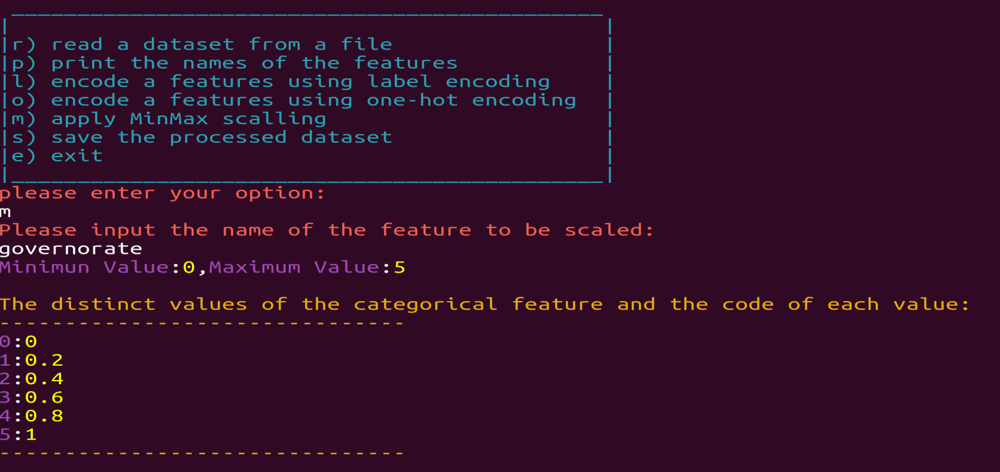 r) read a dataset from a file
p) print the names of the features
l) encode a features using label encoding
o) encode a features using one-hot encoding
m) apply MinMax scalling
s) save the processed dataset
e) exit
please enter your option:
m
Please input the name of the feature to be scaled:
governorate
Minimun Value:0,Maximum Value:5
The distinct values of the categorical feature and the code of each value:
-------------------------------
0:0
1:0.2
2:0.4
3:0.6
4:0.8
5:1
-------------------------------